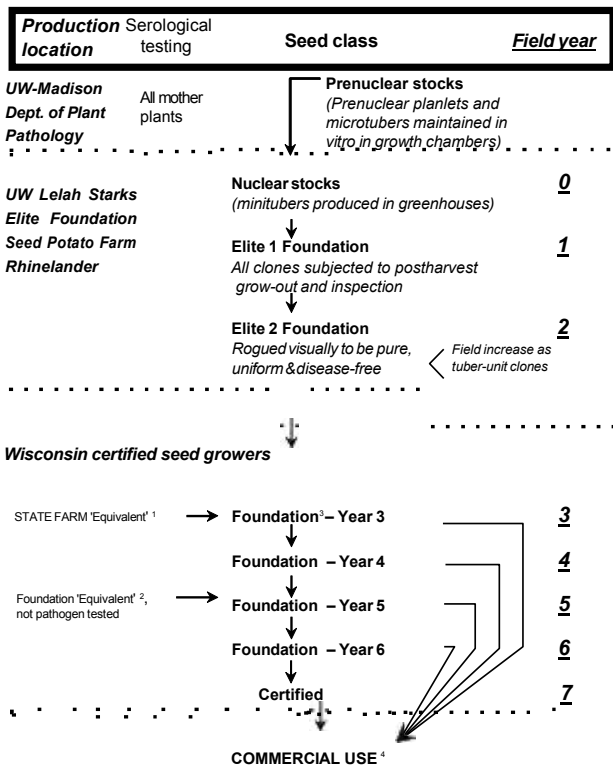 Production location
Serological testing
Seed class
Field year
UW-Madison
Dept. of Plant
Pathology
All mother
plants
Prenuclear stocks
(Prenuclear planlets and
microtubers maintained in
vitro in growth chambers)
UW Lelah Starks
Elite Foundation
Seed Potato Farm
Rhinelander
Nuclear stocks
(minitubers produced in greenhouses)
0
Elite 1 Foundation
All clones subjected to postharvest
grow-out and inspection
1
Elite 2 Foundation
Rogued visually to be pure,
uniform & disease-free
Field increase as
tuber-unit clones
2
Wisconsin certified seed growers
STATE FARM 'Equivalent' ¹
Foundation³ – Year 3
3
Foundation – Year 4
4
Foundation 'Equivalent' ²,
not pathogen tested
Foundation – Year 5
5
Foundation – Year 6
6
Certified
7
COMMERCIAL USE ⁴